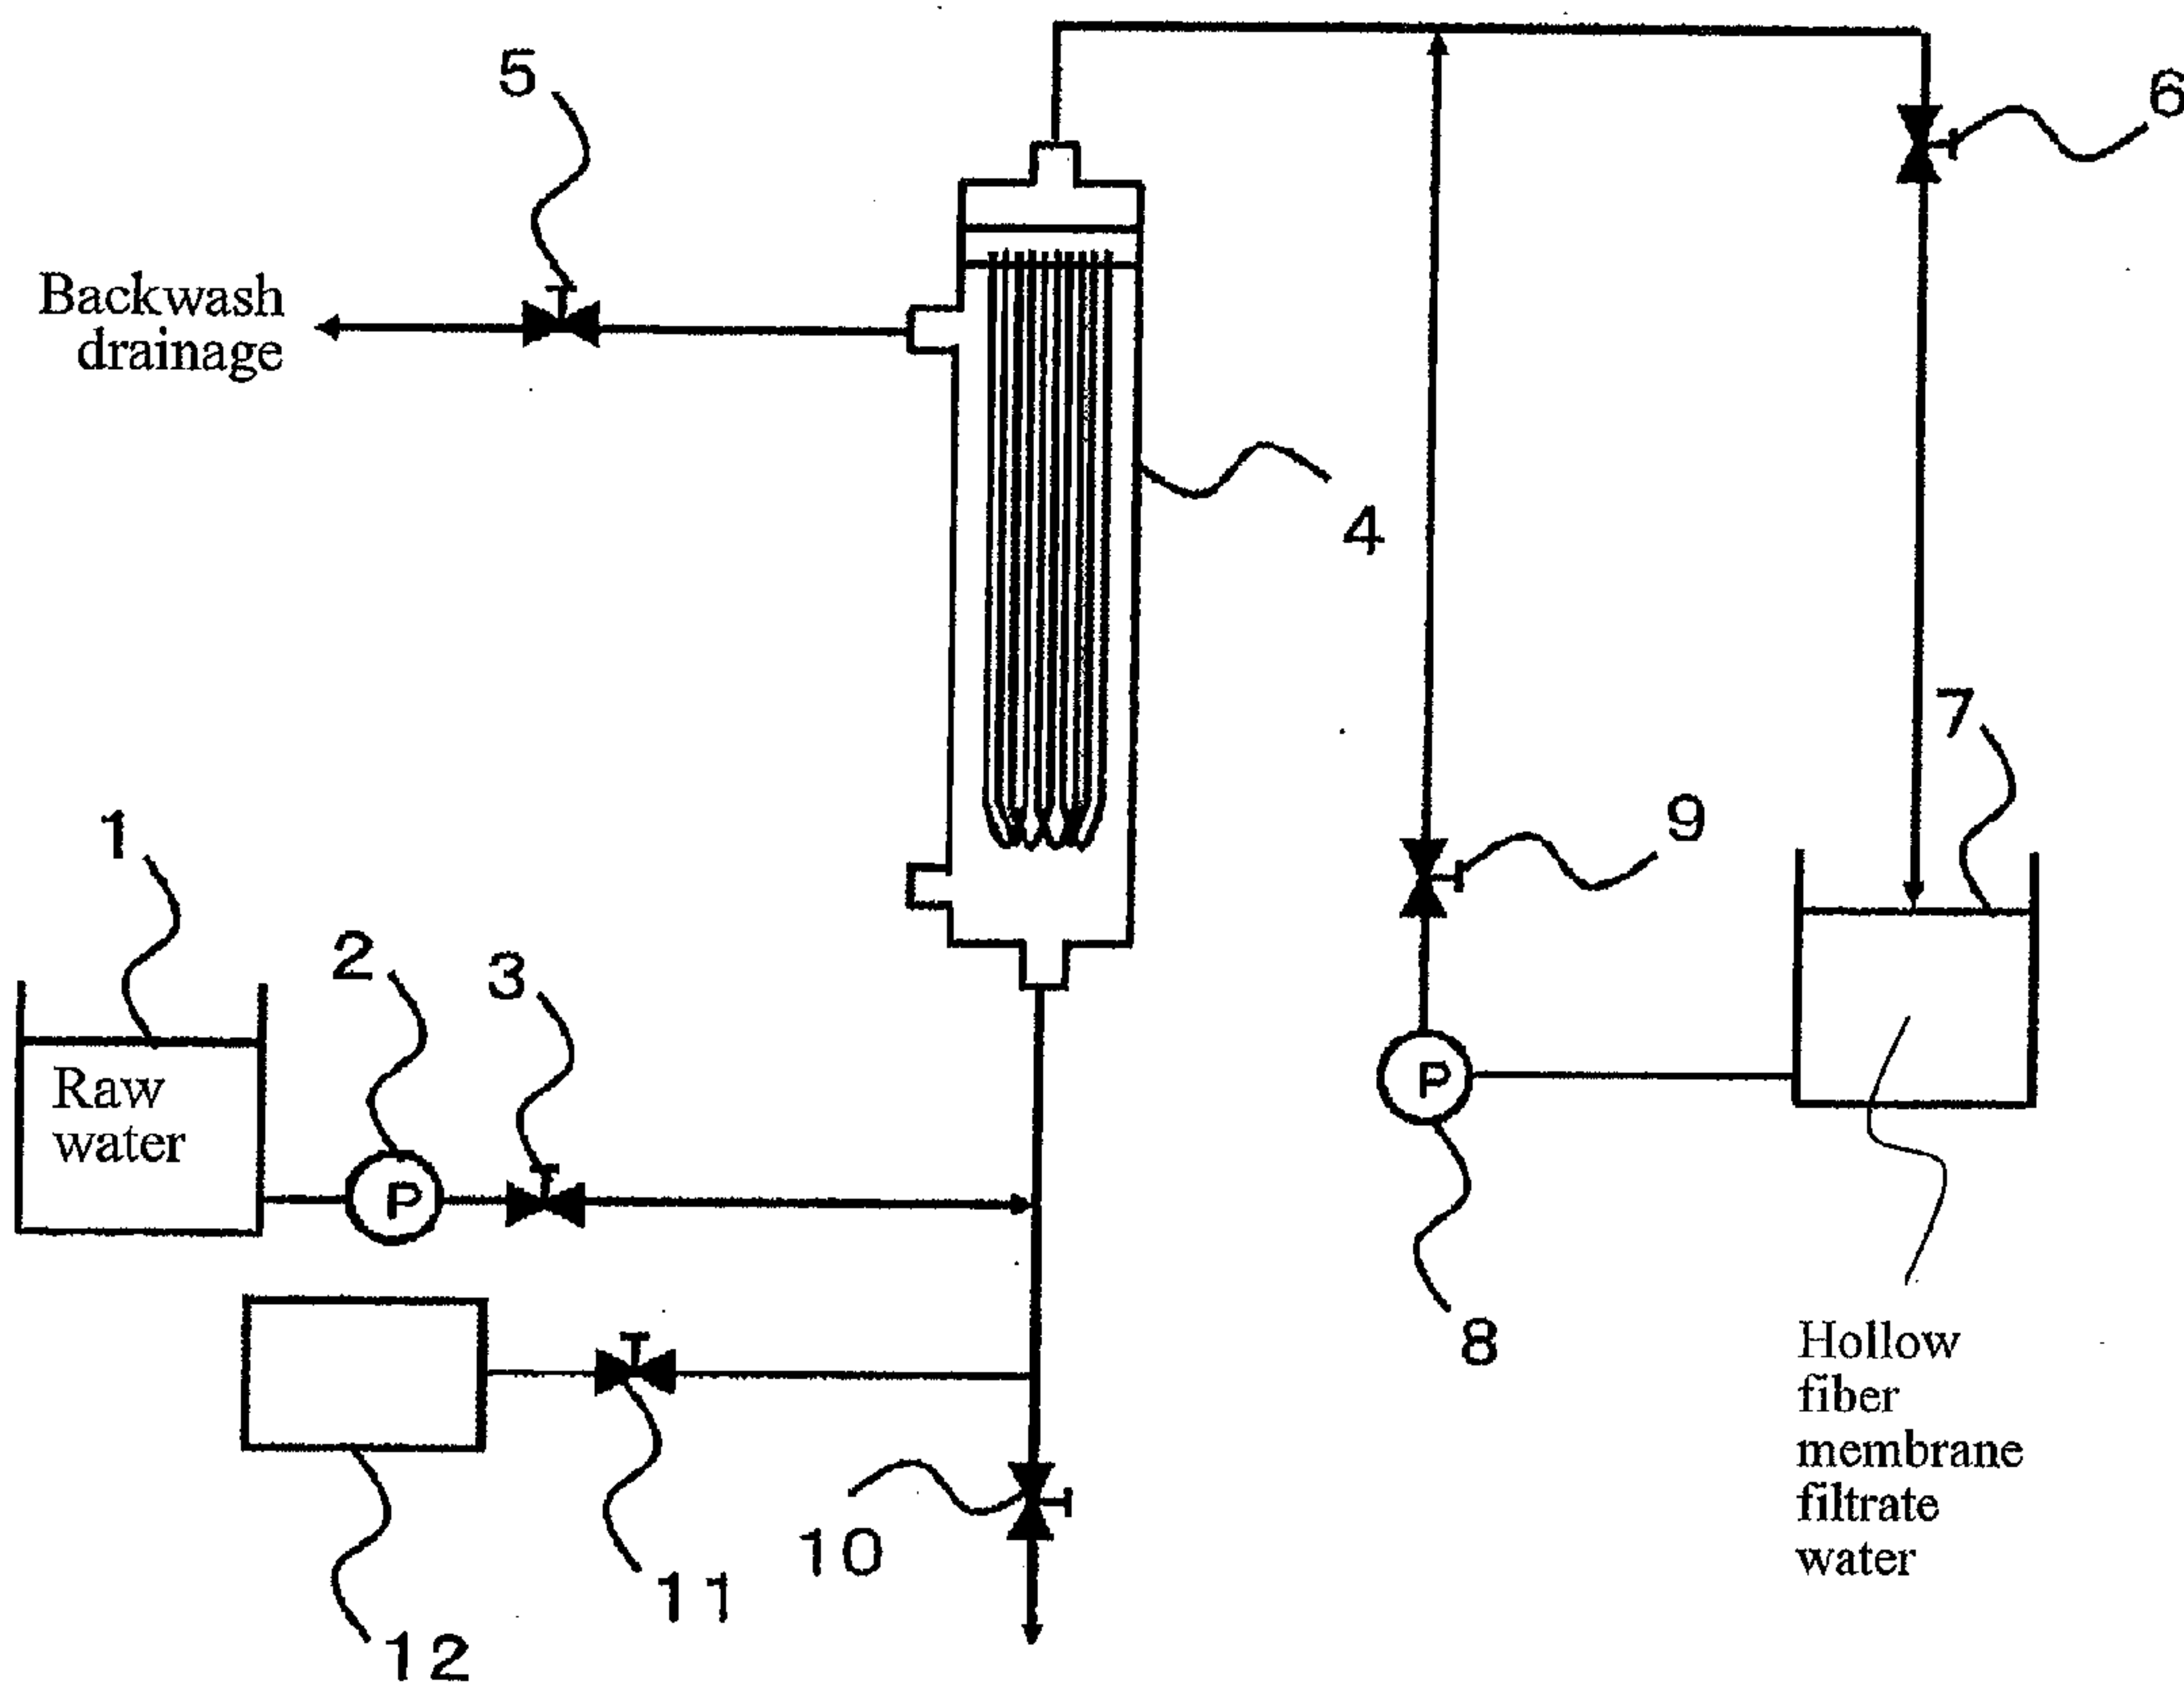 5
6
Backwash
drainage
4
7
9
1
2
3
Raw
water
P
P
8
Hollow
fiber
membrane
filtrate
water
10
11
12